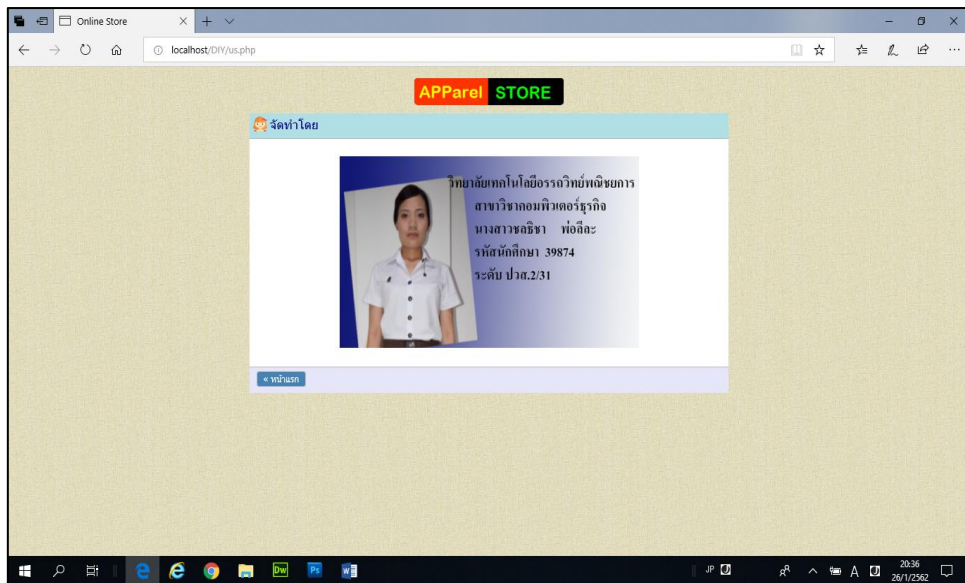 Online Store
localhost/DIY/us.php
APParel STORE
จัดทำโดย
วิทยาลัยเทคโนโลยีอรรถวิทย์พณิชยการ
สาขาวิชาคอมพิวเตอร์ธุรกิจ
นางสาวชลธิชา พ่อลีละ
รหัสนักศึกษา 39874
ระดับ ปวส.2/31
« หน้าแรก
Dw
Ps
JP
A
20:36
26/1/2562